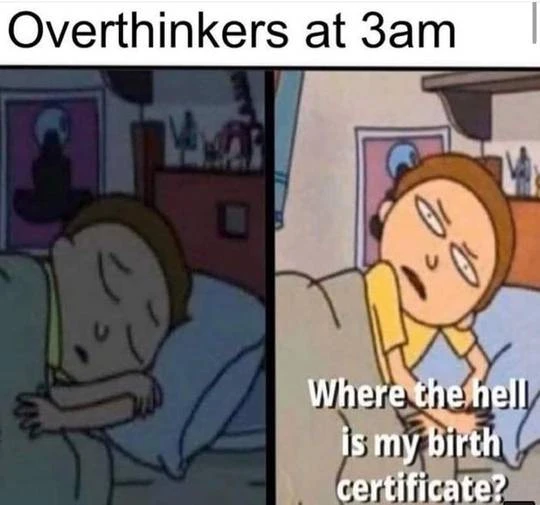 Overthinkers at 3am
Where the hell
is my birth
certificate?